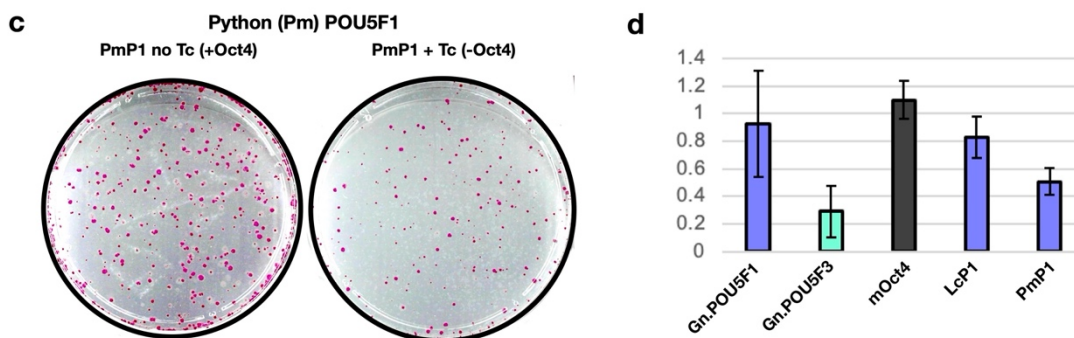 c
Python (Pm) POU5F1
PmP1 no Tc (+Oct4)
PmP1 + Tc (-Oct4)
d
1.4
1.2
1
0.8
0.6
0.4
0.2
0
Gn.POU5F1
Gn.POU5F3
mOct4
LcP1
PmP1